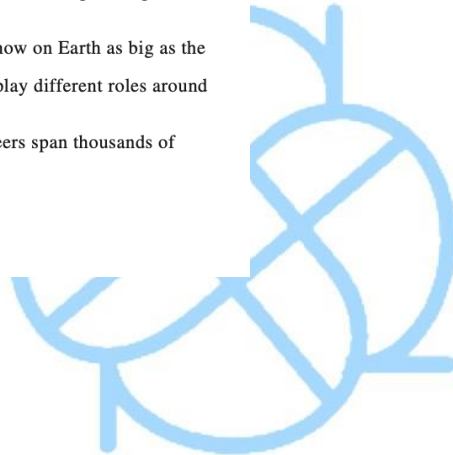 now on Earth as big as the
play different roles around
eers span thousands of